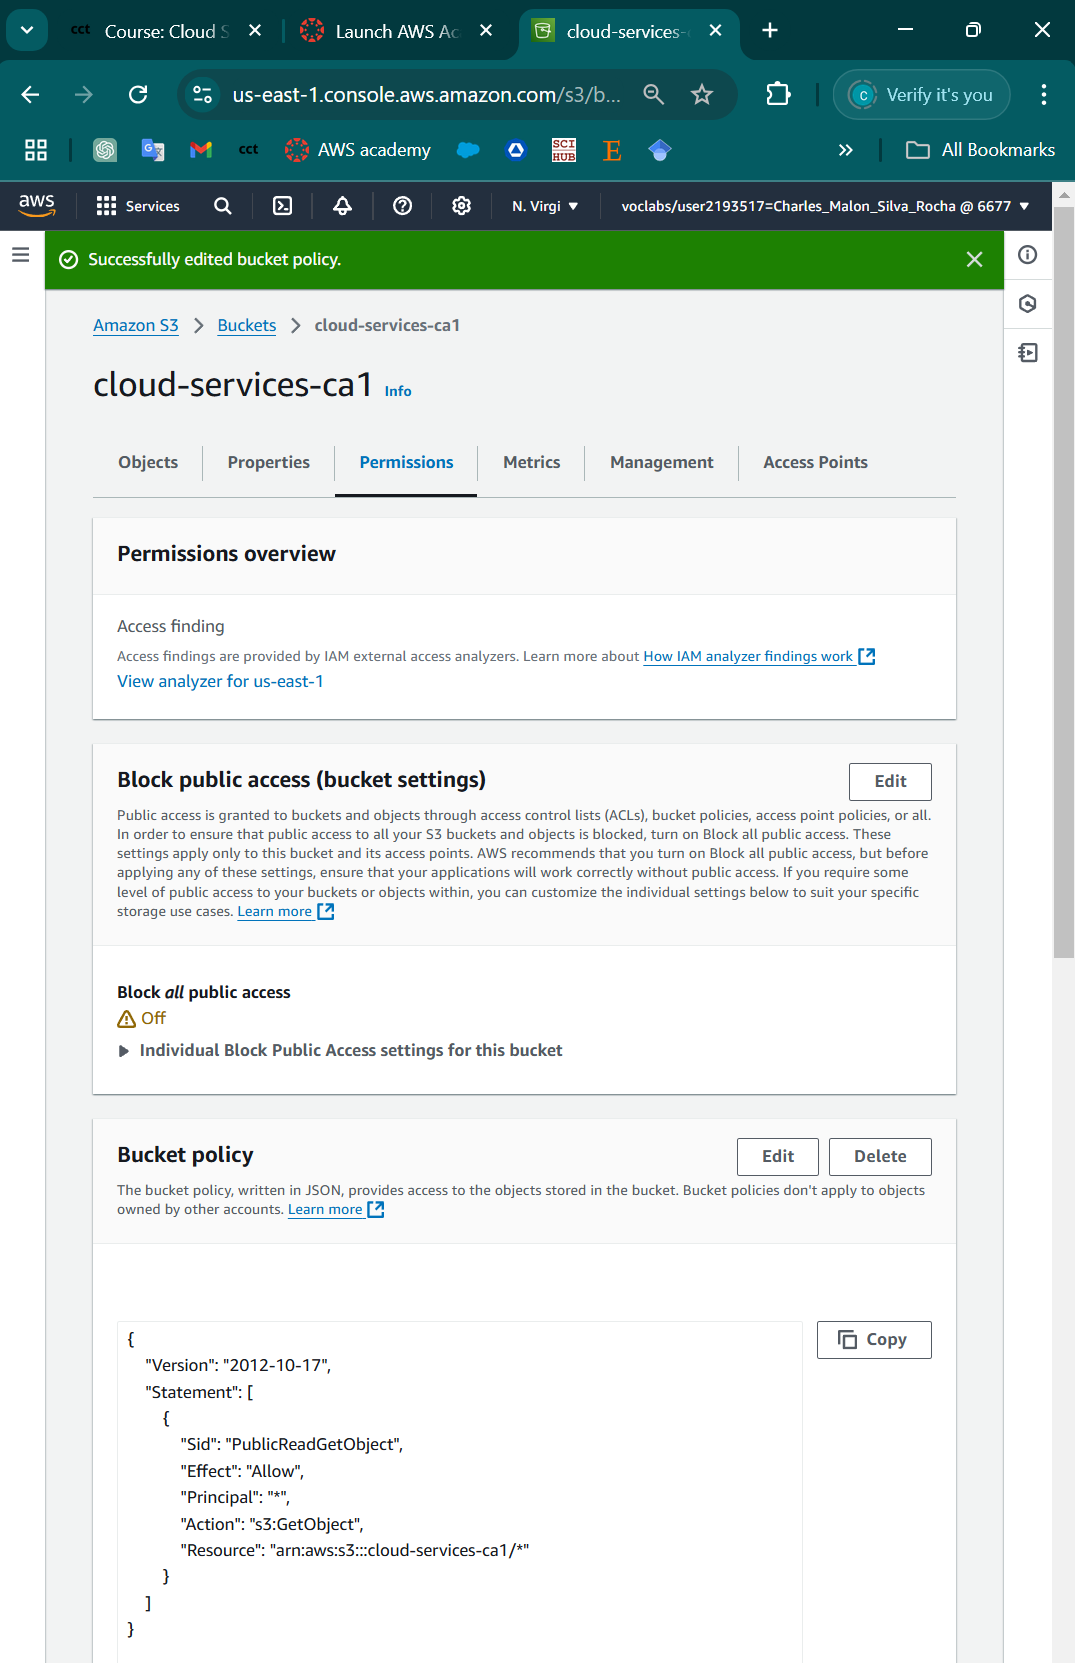 cct Course: Cloud S
Launch AWS Ac
cloud-services-
us-east-1.console.aws.amazon.com/s3/b...
Verify it's you
cct
AWS academy
SCI HUB
E
All Bookmarks
aws
Services
N. Virgi
voclabs/user2193517=Charles_Malon_Silva_Rocha @ 6677
Successfully edited bucket policy.
Amazon S3 > Buckets > cloud-services-ca1
cloud-services-ca1 Info
Objects
Properties
Permissions
Metrics
Management
Access Points
Permissions overview
Access finding
Access findings are provided by IAM external access analyzers. Learn more about How IAM analyzer findings work
View analyzer for us-east-1
Block public access (bucket settings)
Edit
Public access is granted to buckets and objects through access control lists (ACLs), bucket policies, access point policies, or all.
In order to ensure that public access to all your S3 buckets and objects is blocked, turn on Block all public access. These
settings apply only to this bucket and its access points. AWS recommends that you turn on Block all public access, but before
applying any of these settings, ensure that your applications will work correctly without public access. If you require some
level of public access to your buckets or objects within, you can customize the individual settings below to suit your specific
storage use cases. Learn more
Block all public access
Off
Individual Block Public Access settings for this bucket
Bucket policy
Edit
Delete
The bucket policy, written in JSON, provides access to the objects stored in the bucket. Bucket policies don't apply to objects
owned by other accounts. Learn more
Copy
{
"Version": "2012-10-17",
"Statement": [
{
"Sid": "PublicReadGetObject",
"Effect": "Allow",
"Principal": "*",
"Action": "s3:GetObject",
"Resource": "arn:aws:s3:::cloud-services-ca1/*"
}
]
}